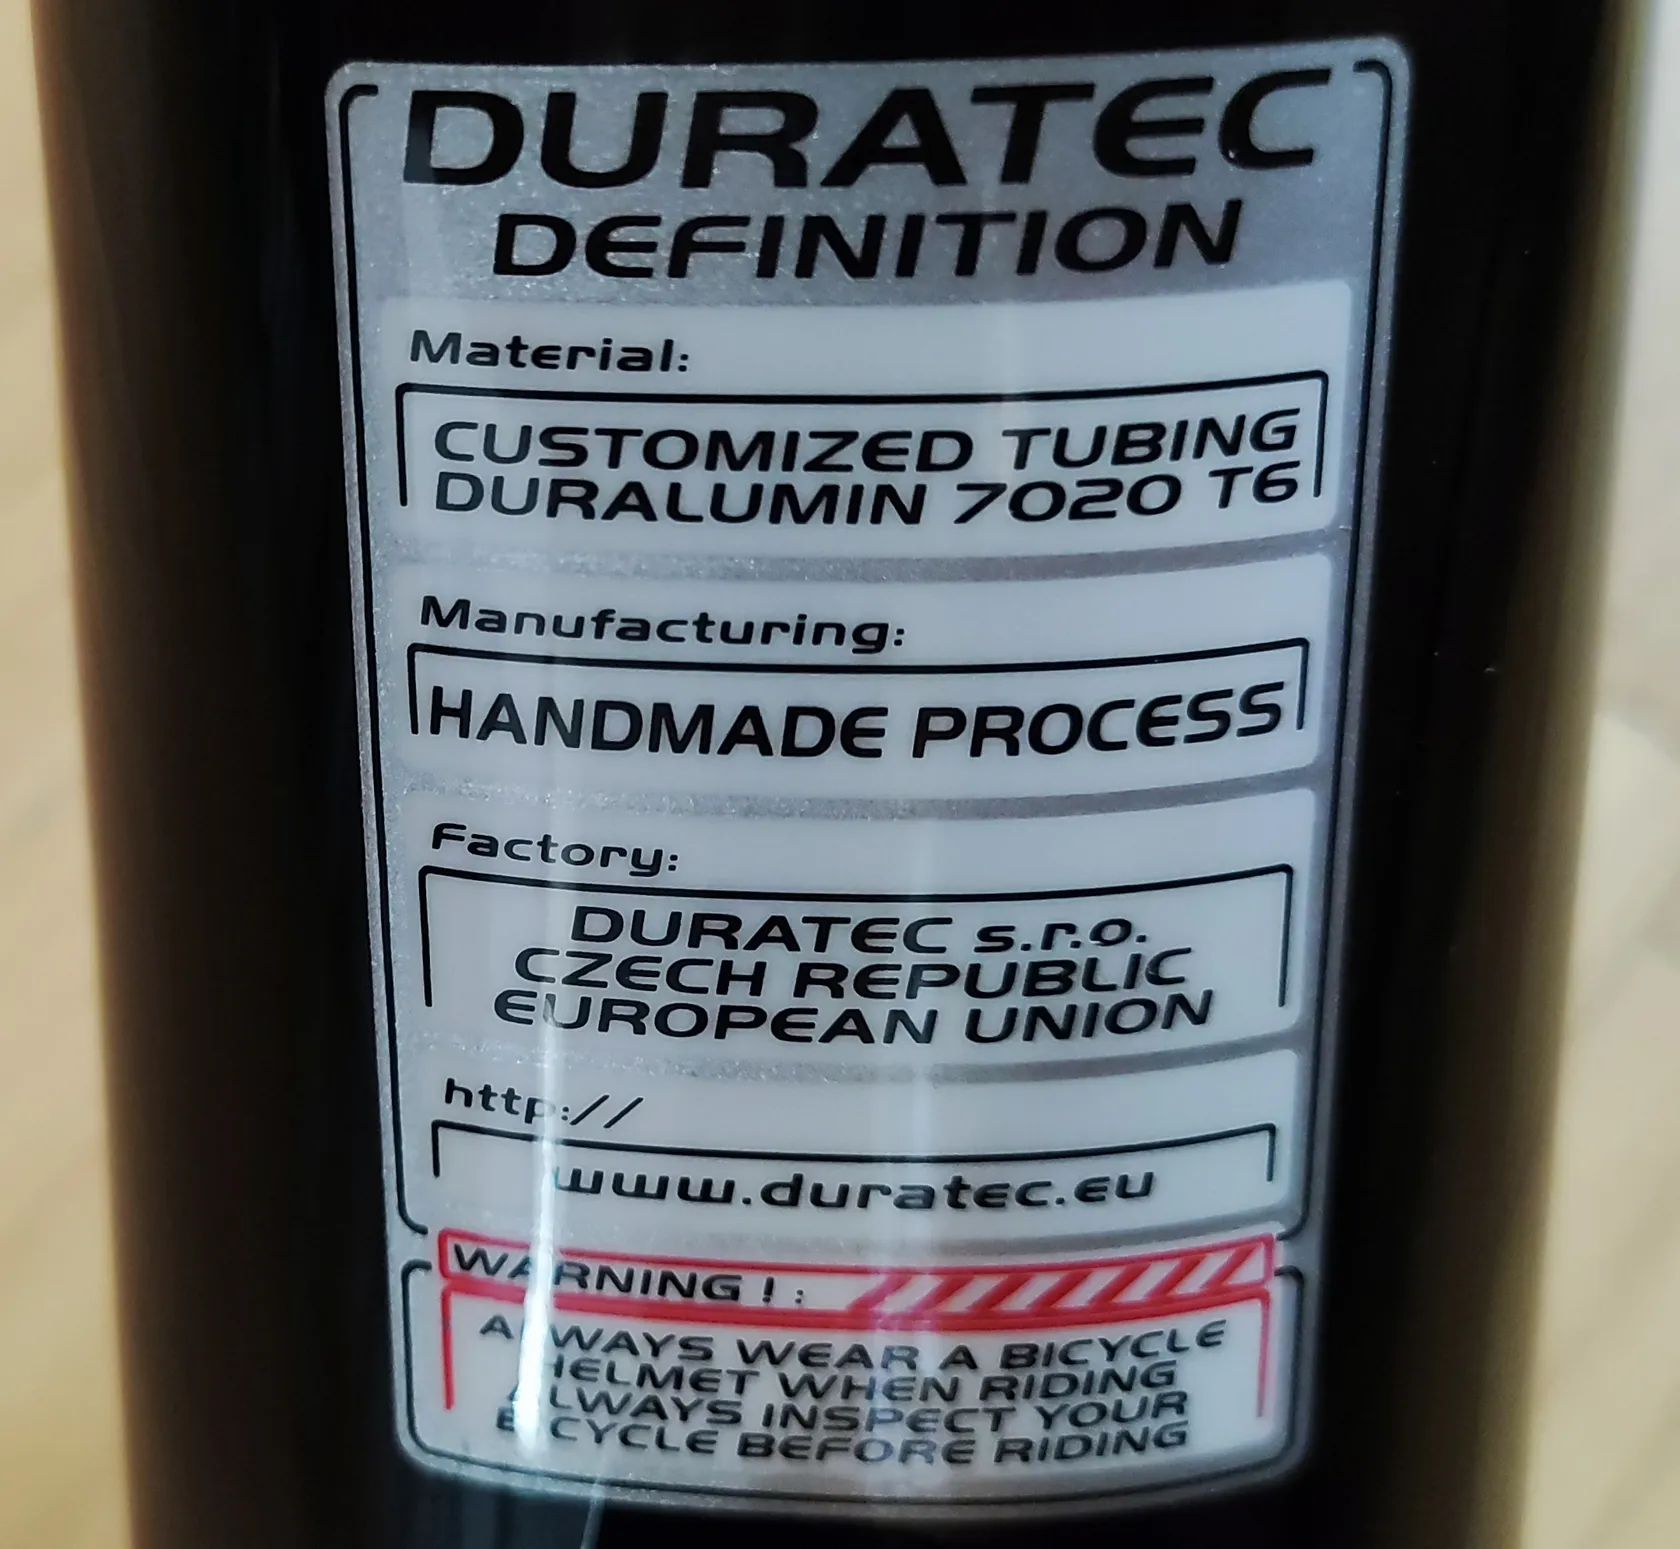 DURATEC
DEFINITION
Material:
CUSTOMIZED TUBING
DURALUMIN 7020 T6
Manufacturing:
HANDMADE PROCESS
Factory:
DURATEC s.r.o.
CZECH REPUBLIC
EUROPEAN UNION
http://
www.duratec.eu
WARNING! :
ALWAYS WEAR A BICYCLE
HELMET WHEN RIDING
ALWAYS INSPECT YOUR
BICYCLE BEFORE RIDING